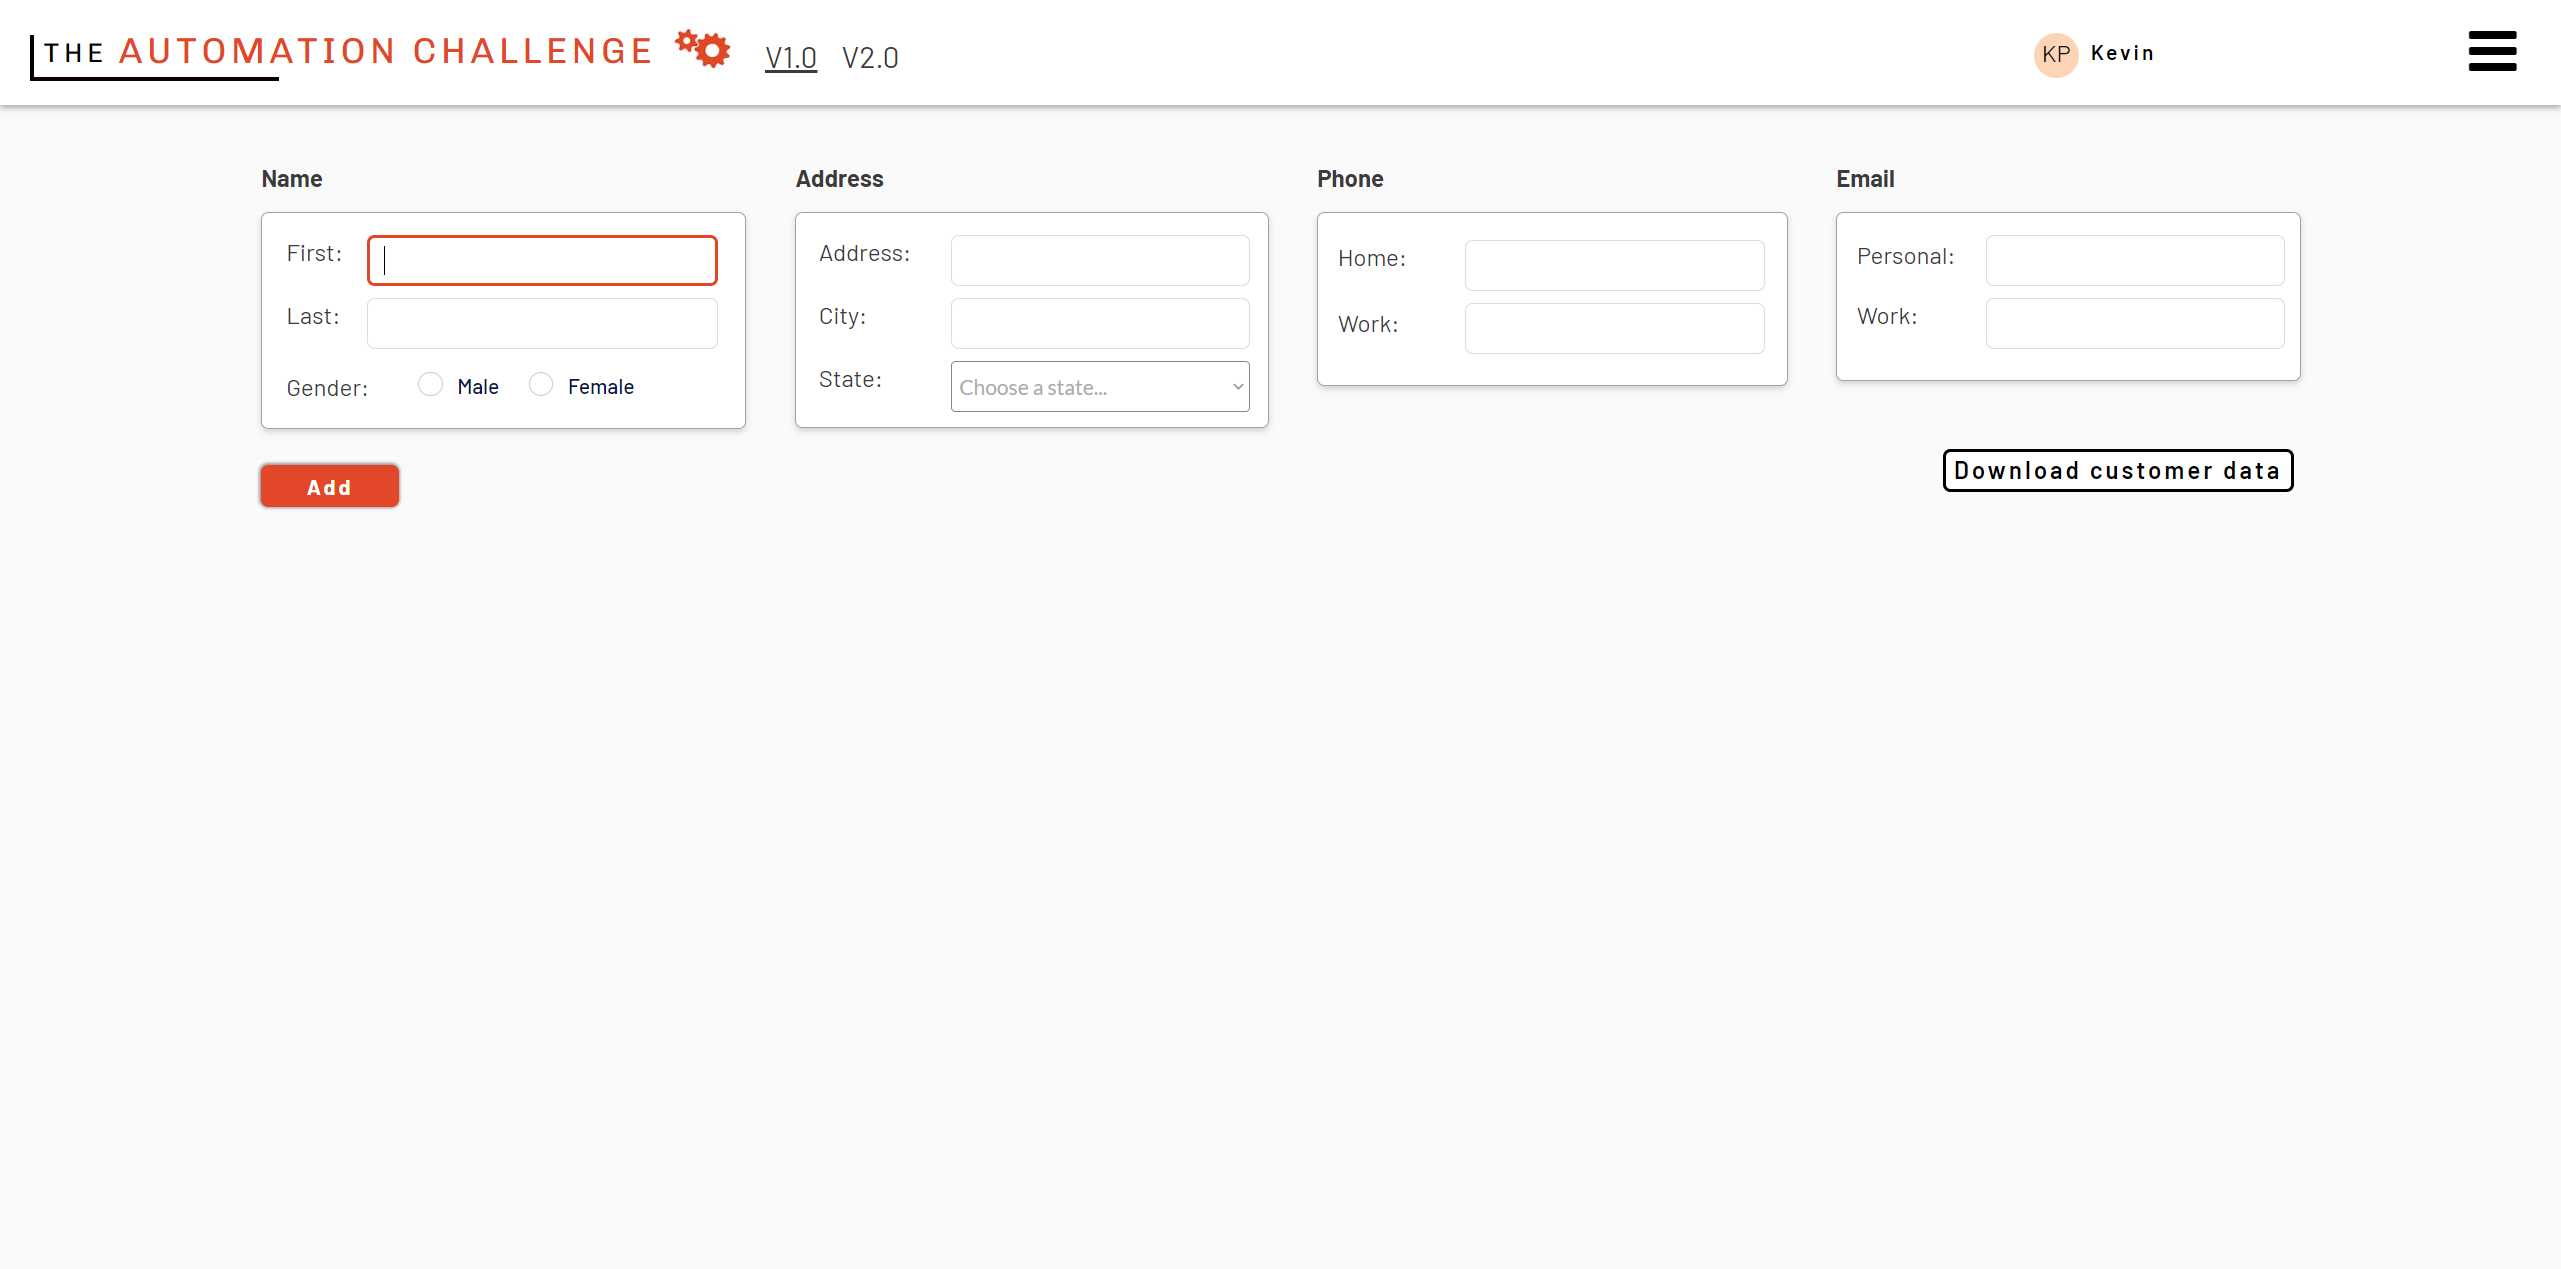 THE AUTOMATION CHALLENGE V1.0 V2.0 KP Kevin
Name
First:
Last:
Gender: Male Female
Address
Address:
City:
State: Choose a state...
Phone
Home:
Work:
Email
Personal:
Work:
Add
Download customer data